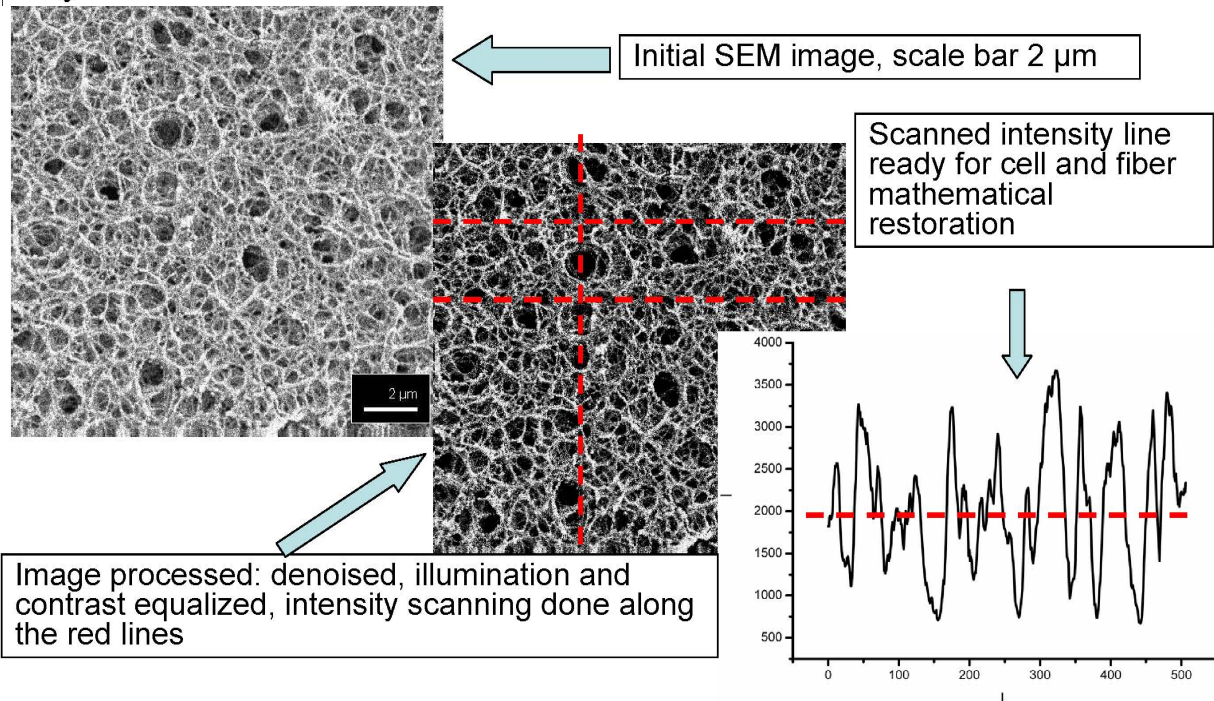 Initial SEM image, scale bar 2 µm
Scanned intensity line
ready for cell and fiber
mathematical
restoration
2 µm
Image processed: denoised, illumination and
contrast equalized, intensity scanning done along
the red lines
4000
3500
3000
2500
2000
1500
1000
500
0 100 200 300 400 500